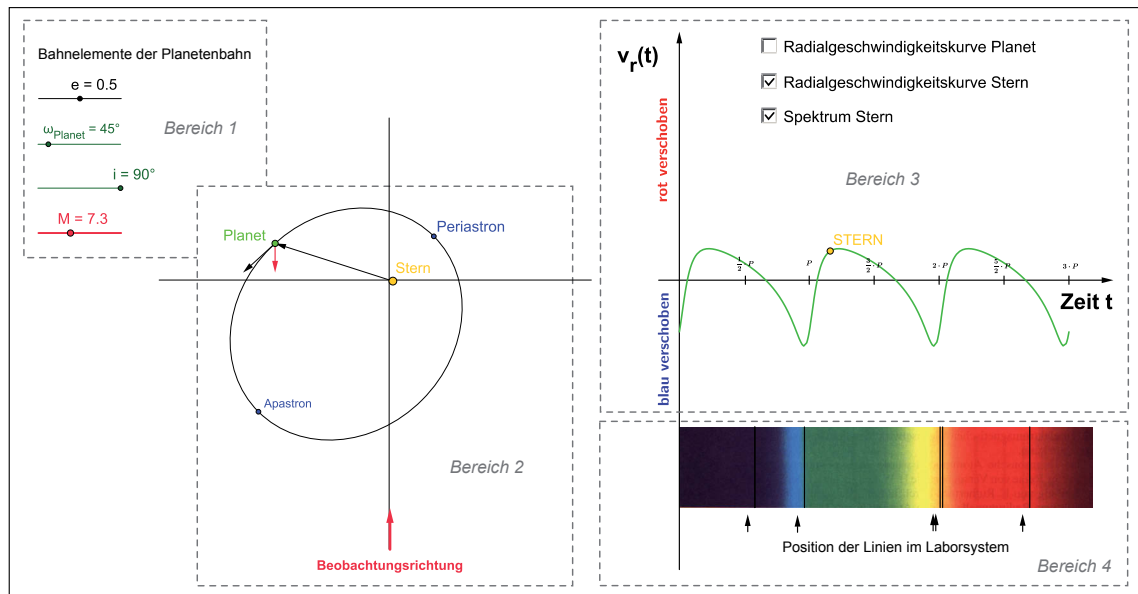 Bahnelemente der Planetenbahn
e = 0.5
ω_Planet = 45°
i = 90°
M = 7.3
Bereich 1
Planet
Periastron
Stern
Apastron
Bereich 2
Beobachtungsrichtung
v_r(t)
Radialgeschwindigkeitskurve Planet
Radialgeschwindigkeitskurve Stern
Spektrum Stern
Bereich 3
rot verschoben
blau verschoben
STERN
1/2 · P
P
3/2 · P
2 · P
5/2 · P
3 · P
Zeit t
Position der Linien im Laborsystem
Bereich 4